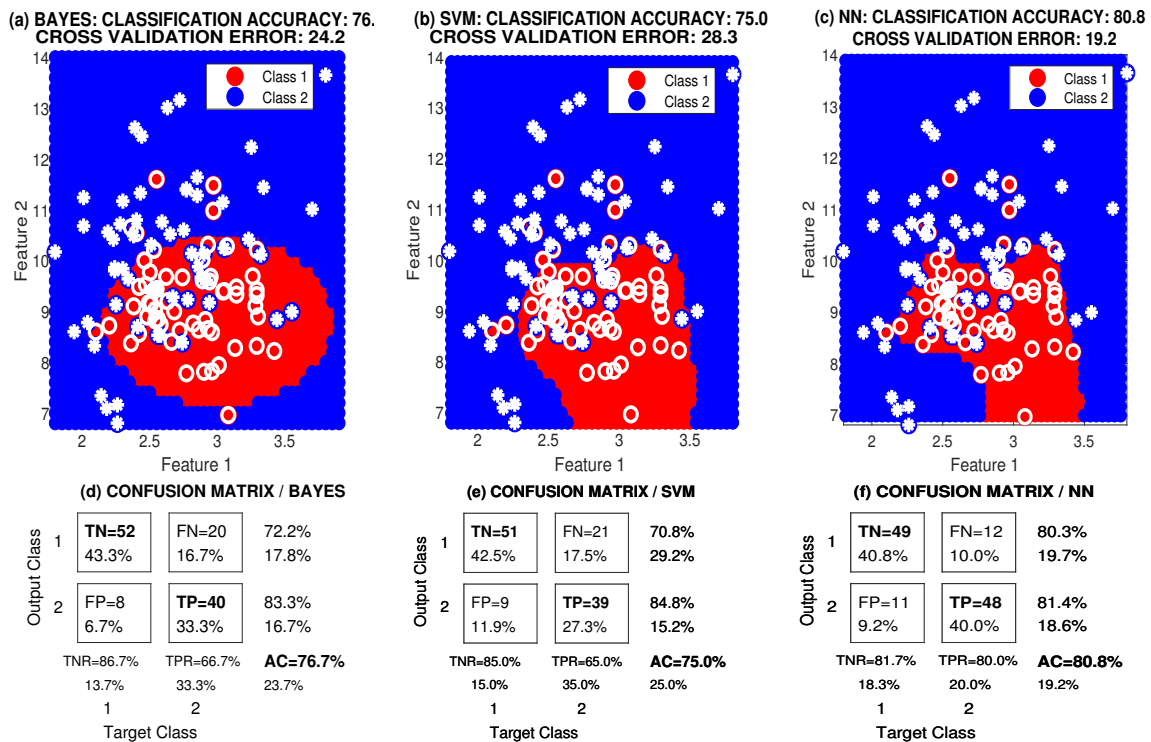 (a) BAYES: CLASSIFICATION ACCURACY: 76.
CROSS VALIDATION ERROR: 24.2
14
13
12
11
10
9
8
7
Feature 2
Class 1
Class 2
2
2.5
3
3.5
Feature 1
(b) SVM: CLASSIFICATION ACCURACY: 75.0
CROSS VALIDATION ERROR: 28.3
14
13
12
11
10
9
8
7
Feature 2
Class 1
Class 2
2
2.5
3
3.5
Feature 1
(c) NN: CLASSIFICATION ACCURACY: 80.8
CROSS VALIDATION ERROR: 19.2
14
13
12
11
10
9
8
7
Feature 2
Class 1
Class 2
2
2.5
3
3.5
Feature 1
(d) CONFUSION MATRIX / BAYES
Output Class
1
TN=52
FN=20
72.2%
43.3%
16.7%
17.8%
2
FP=8
TP=40
83.3%
6.7%
33.3%
16.7%
TNR=86.7%
TPR=66.7%
AC=76.7%
13.7%
33.3%
23.7%
1
2
Target Class
(e) CONFUSION MATRIX / SVM
Output Class
1
TN=51
FN=21
70.8%
42.5%
17.5%
29.2%
2
FP=9
TP=39
84.8%
11.9%
27.3%
15.2%
TNR=85.0%
TPR=65.0%
AC=75.0%
15.0%
35.0%
25.0%
1
2
Target Class
(f) CONFUSION MATRIX / NN
Output Class
1
TN=49
FN=12
80.3%
40.8%
10.0%
19.7%
2
FP=11
TP=48
81.4%
9.2%
40.0%
18.6%
TNR=81.7%
TPR=80.0%
AC=80.8%
18.3%
20.0%
19.2%
1
2
Target Class